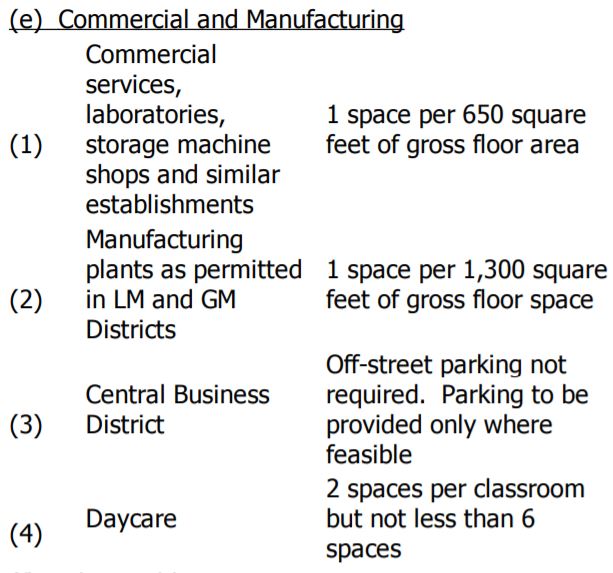 (e) Commercial and Manufacturing
Commercial
services,
laboratories,
(1) storage machine
shops and similar
establishments
1 space per 650 square
feet of gross floor area
Manufacturing
plants as permitted
(2) in LM and GM
Districts
1 space per 1,300 square
feet of gross floor space
Central Business
(3) District
Off-street parking not
required. Parking to be
provided only where
feasible
(4) Daycare
2 spaces per classroom
but not less than 6
spaces